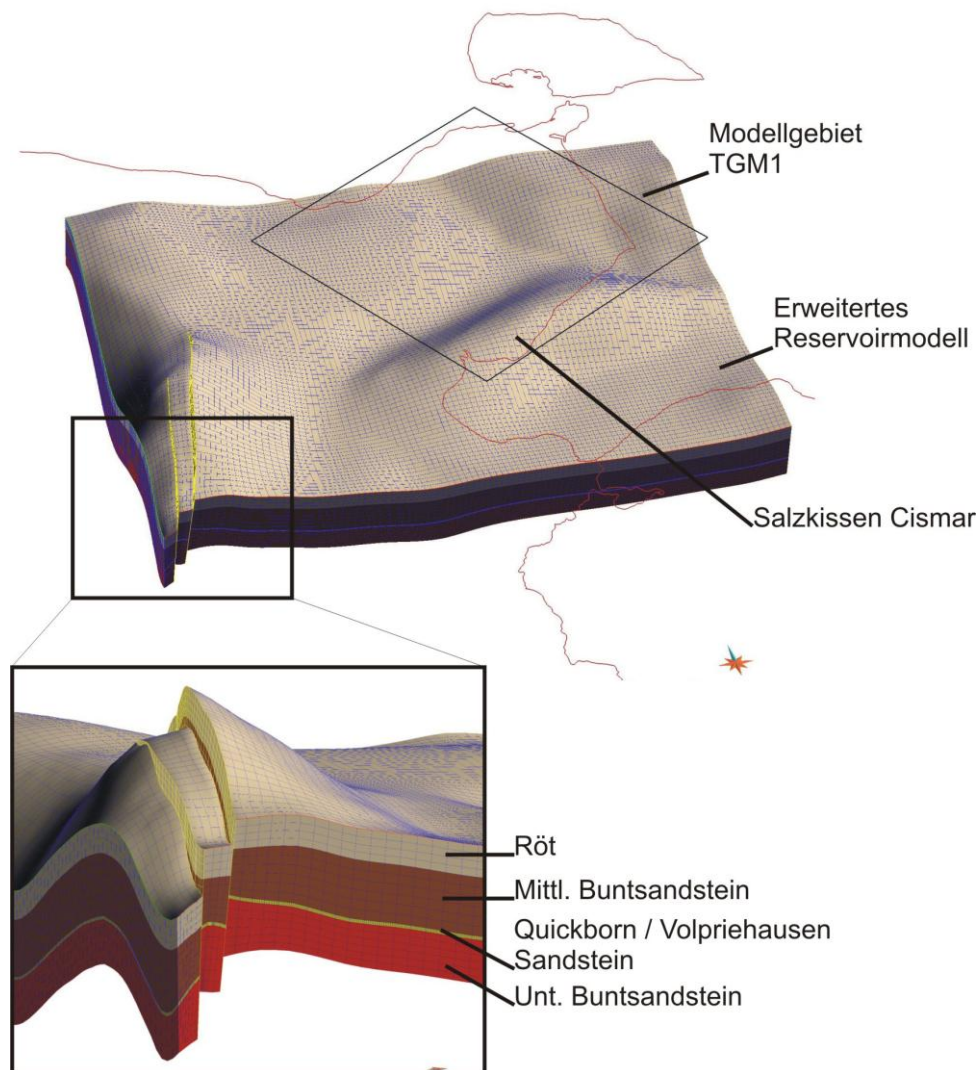 Modellgebiet
TGM1
Erweitertes
Reservoirmodell
Salzkissen Cismar
Röt
Mittl. Buntsandstein
Quickborn / Volpriehausen
Sandstein
Unt. Buntsandstein